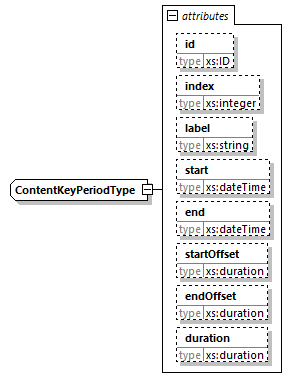 attributes
id
type xs:ID
index
type xs:integer
label
type xs:string
start
type xs:dateTime
end
type xs:dateTime
startOffset
type xs:duration
endOffset
type xs:duration
duration
type xs:duration
ContentKeyPeriodType